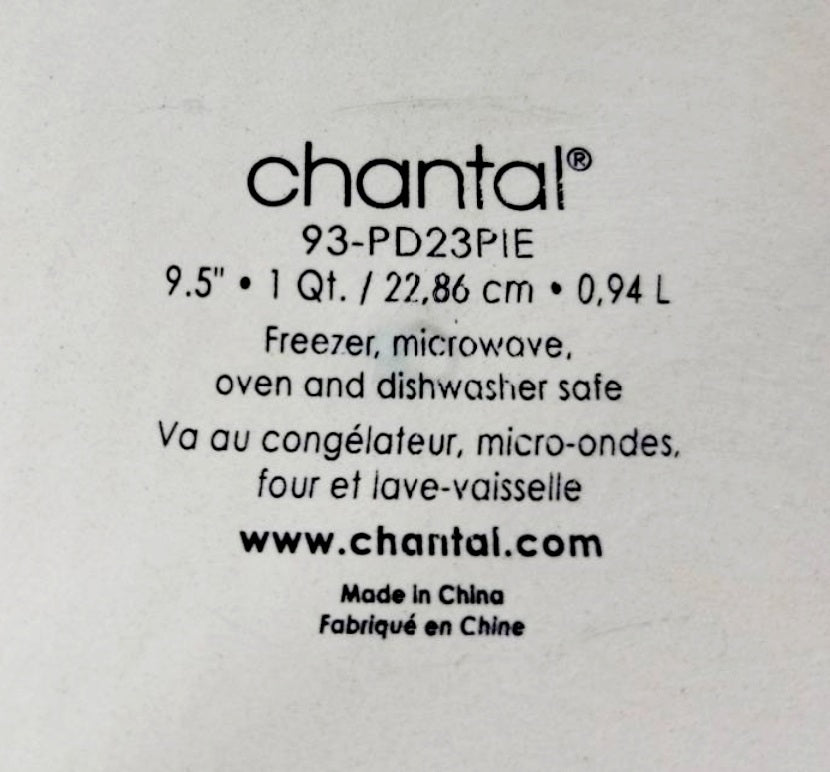 chantal®
93-PD23PIE
9.5" • 1 Qt. / 22,86 cm • 0,94 L
Freezer, microwave,
oven and dishwasher safe
Va au congélateur, micro-ondes,
four et lave-vaisselle
www.chantal.com
Made in China
Fabriqué en Chine